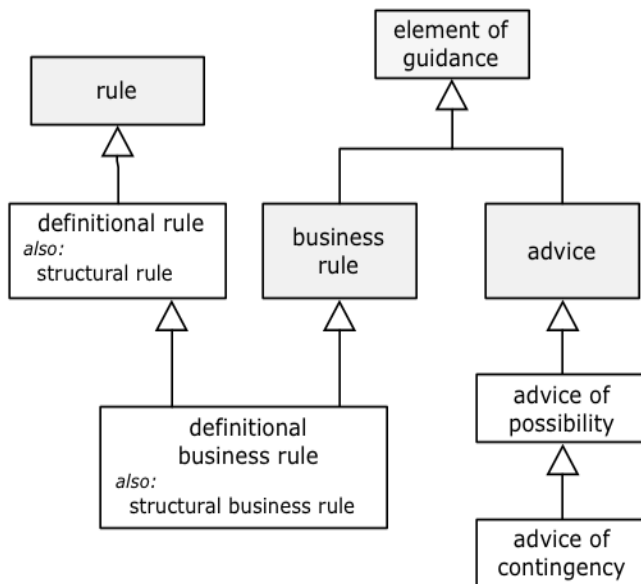 element of
guidance
rule
definitional rule
also:
structural rule
business
rule
advice
advice of
possibility
definitional
business rule
also:
structural business rule
advice of
contingency